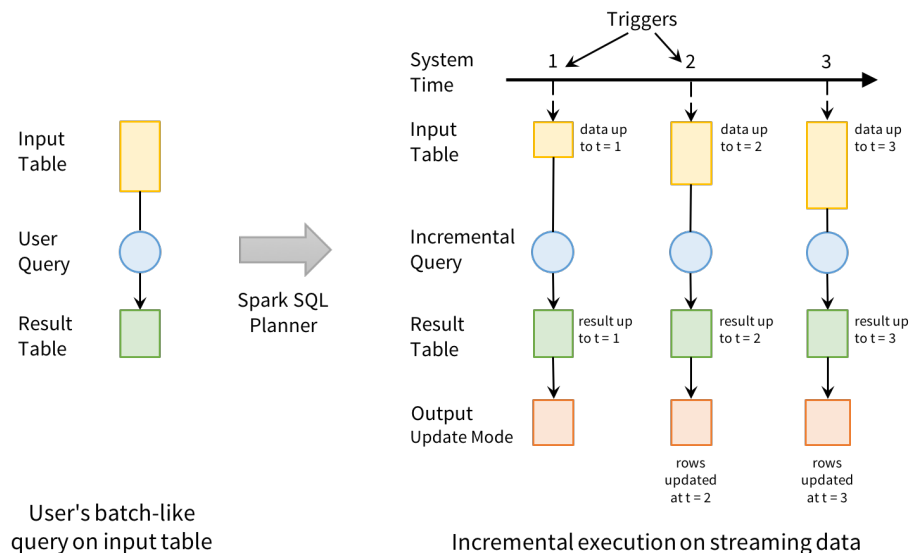 Triggers
System
Time
1
2
3
Input
Table
Input
Table
data up
to t = 1
data up
to t = 2
data up
to t = 3
User
Query
Spark SQL
Planner
Incremental
Query
Result
Table
Result
Table
result up
to t = 1
result up
to t = 2
result up
to t = 3
Output
Update Mode
rows
updated
at t = 2
rows
updated
at t = 3
User's batch-like
query on input table
Incremental execution on streaming data